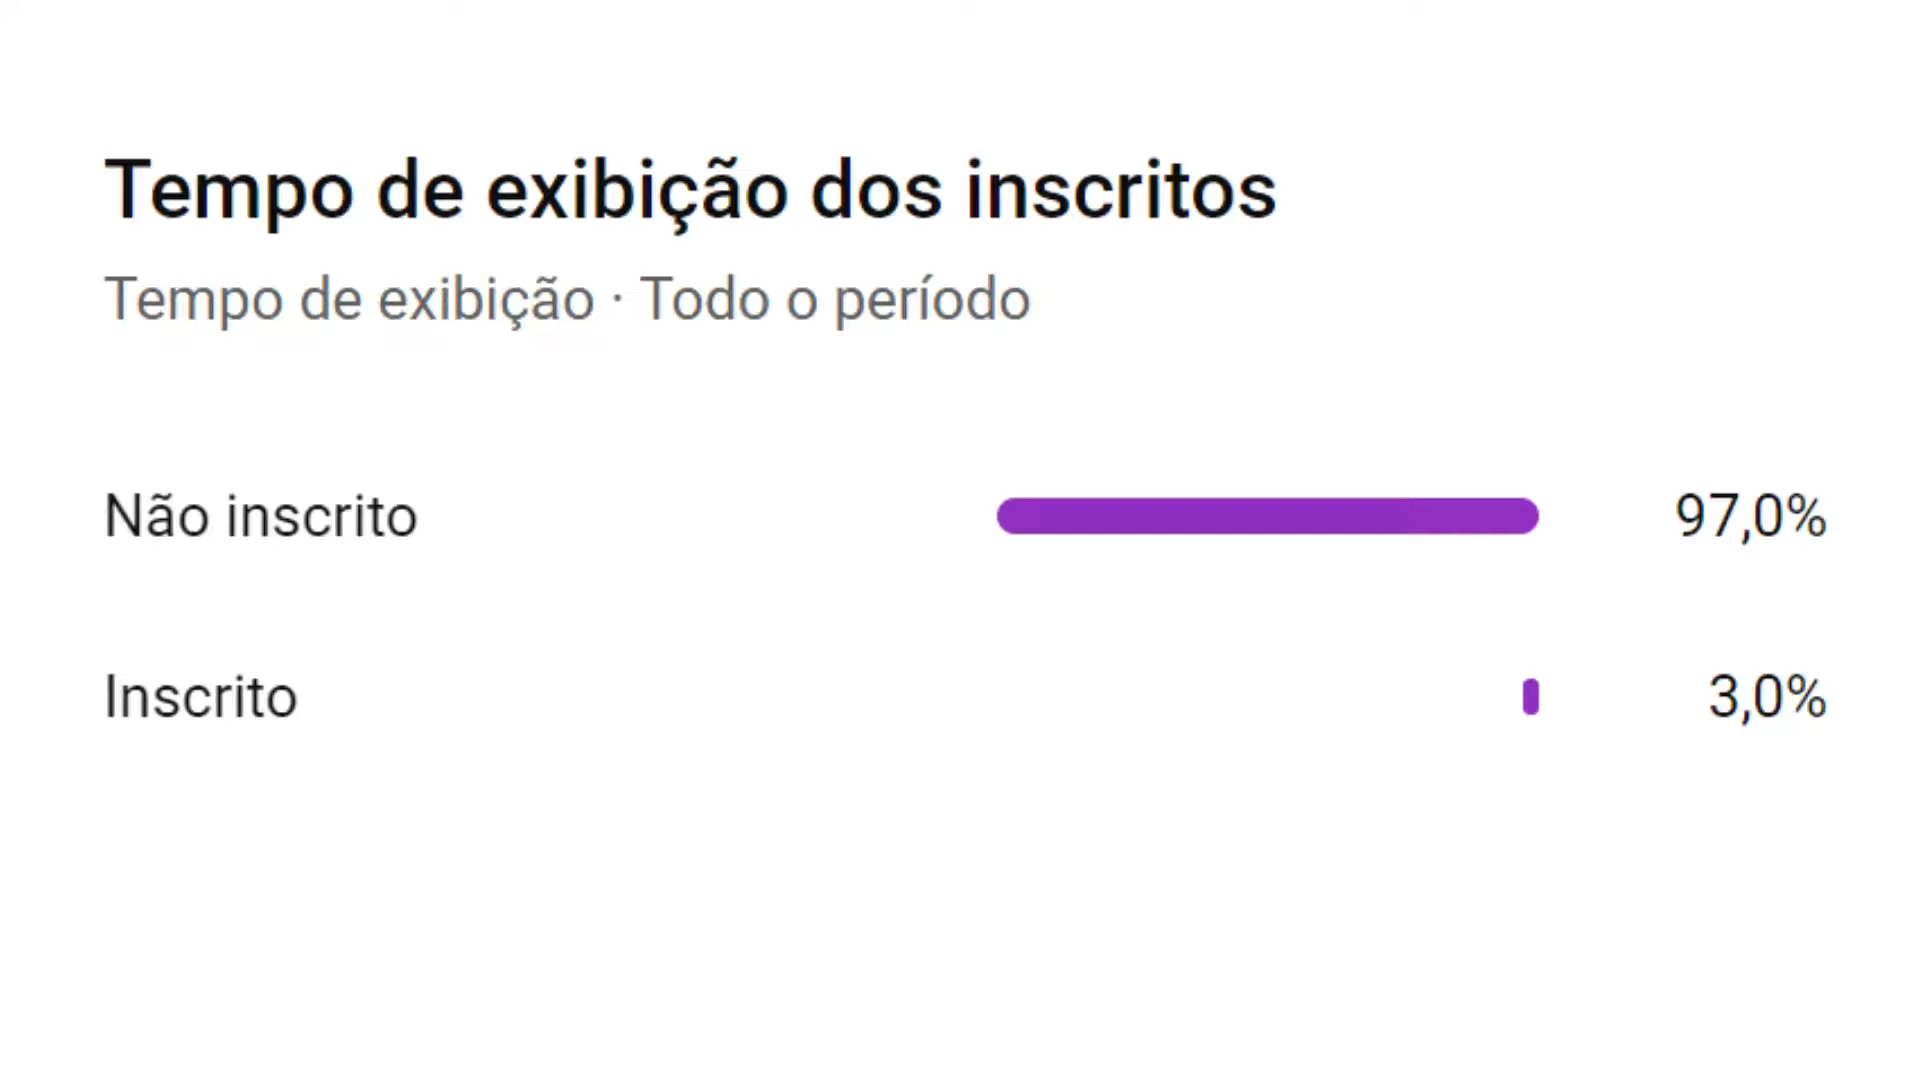 Tempo de exibição dos inscritos
Tempo de exibição · Todo o período
Não inscrito 97,0%
Inscrito 3,0%